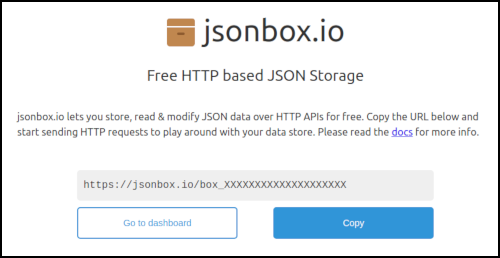 jsonbox.io
Free HTTP based JSON Storage
jsonbox.io lets you store, read & modify JSON data over HTTP APIs for free. Copy the URL below and
start sending HTTP requests to play around with your data store. Please read the docs for more info.
https://jsonbox.io/box_XXXXXXXXXXXXXXXXXXXX
Go to dashboard
Copy